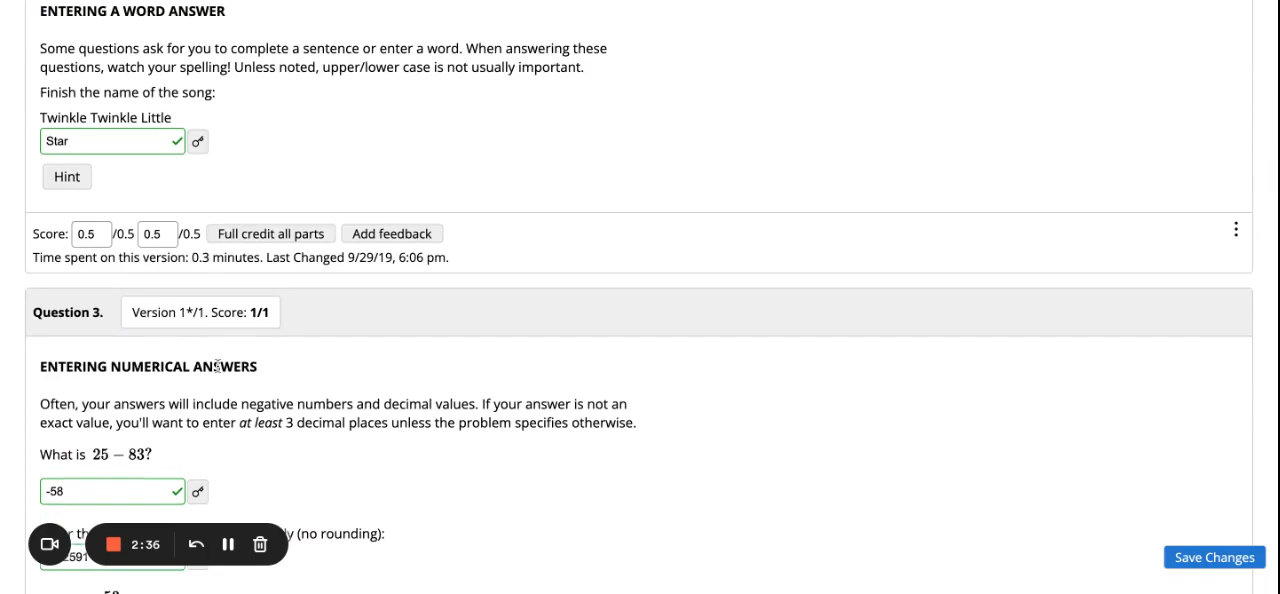 ENTERING A WORD ANSWER
Some questions ask for you to complete a sentence or enter a word. When answering these
questions, watch your spelling! Unless noted, upper/lower case is not usually important.
Finish the name of the song:
Twinkle Twinkle Little
Star
Hint
Score: 0.5 /0.5 0.5 /0.5 Full credit all parts Add feedback
Time spent on this version: 0.3 minutes. Last Changed 9/29/19, 6:06 pm.
Question 3. Version 1*/1. Score: 1/1
ENTERING NUMERICAL ANSWERS
Often, your answers will include negative numbers and decimal values. If your answer is not an
exact value, you'll want to enter at least 3 decimal places unless the problem specifies otherwise.
What is 25 – 83?
-58
(no rounding):
2:36
Save Changes